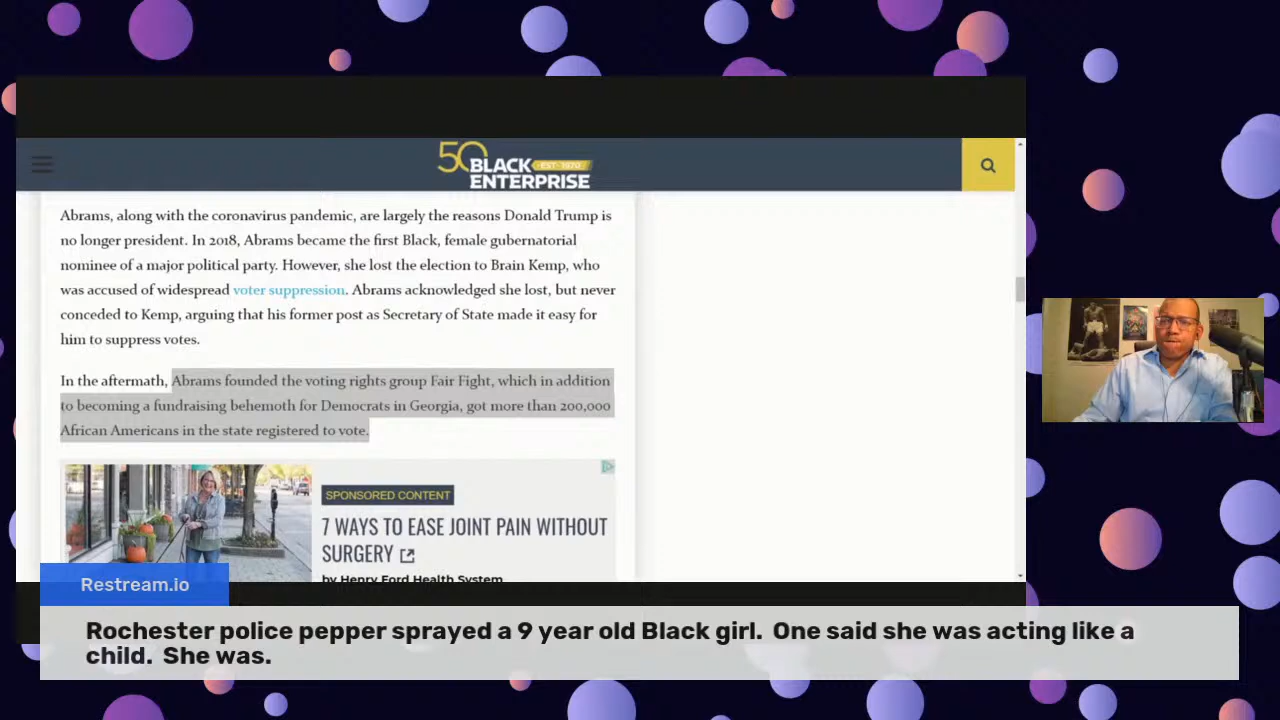 50
BLACK
EST. 1970
ENTERPRISE
Abrams, along with the coronavirus pandemic, are largely the reasons Donald Trump is
no longer president. In 2018, Abrams became the first Black, female gubernatorial
nominee of a major political party. However, she lost the election to Brain Kemp, who
was accused of widespread voter suppression. Abrams acknowledged she lost, but never
conceded to Kemp, arguing that his former post as Secretary of State made it easy for
him to suppress votes.
In the aftermath, Abrams founded the voting rights group Fair Fight, which in addition
to becoming a fundraising behemoth for Democrats in Georgia, got more than 200,000
African Americans in the state registered to vote.
SPONSORED CONTENT
7 WAYS TO EASE JOINT PAIN WITHOUT
SURGERY
by Henry Ford Health System
Restream.io
Rochester police pepper sprayed a 9 year old Black girl. One said she was acting like a
child. She was.